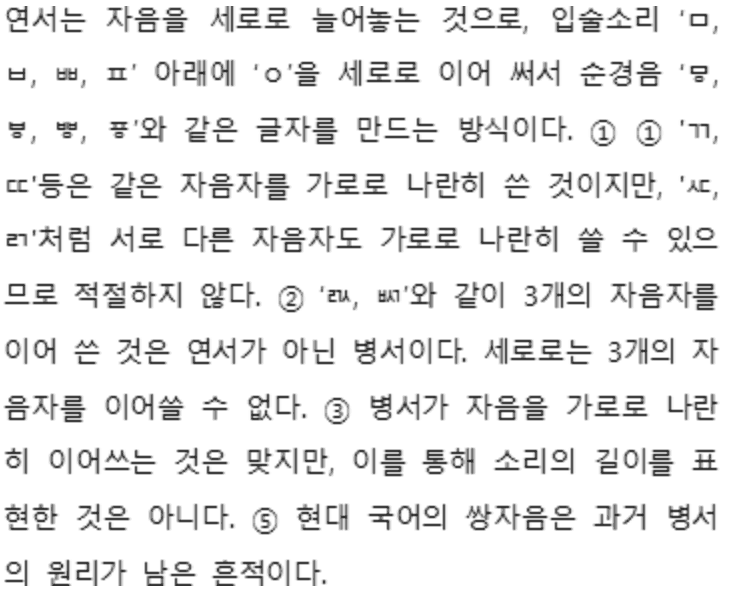 연서는 자음을 세로로 늘어놓는 것으로, 입술소리 ‘ㅁ,
ㅂ, ㅃ, ㅍ’ 아래에 ‘ㅇ’을 세로로 이어 써서 순경음 ‘ㅱ,
ㅸ, ㅹ, ㆄ’와 같은 글자를 만드는 방식이다. ① ① ‘ㄲ,
ㄸ’등은 같은 자음자를 가로로 나란히 쓴 것이지만, ‘ㅼ,
ㄺ’처럼 서로 다른 자음자도 가로로 나란히 쓸 수 있으
므로 적절하지 않다. ② ‘ㅩ, ㅴ’와 같이 3개의 자음자를
이어 쓴 것은 연서가 아닌 병서이다. 세로로는 3개의 자
음자를 이어쓸 수 없다. ③ 병서가 자음을 가로로 나란
히 이어쓰는 것은 맞지만, 이를 통해 소리의 길이를 표
현한 것은 아니다. ⑤ 현대 국어의 쌍자음은 과거 병서
의 원리가 남은 흔적이다.